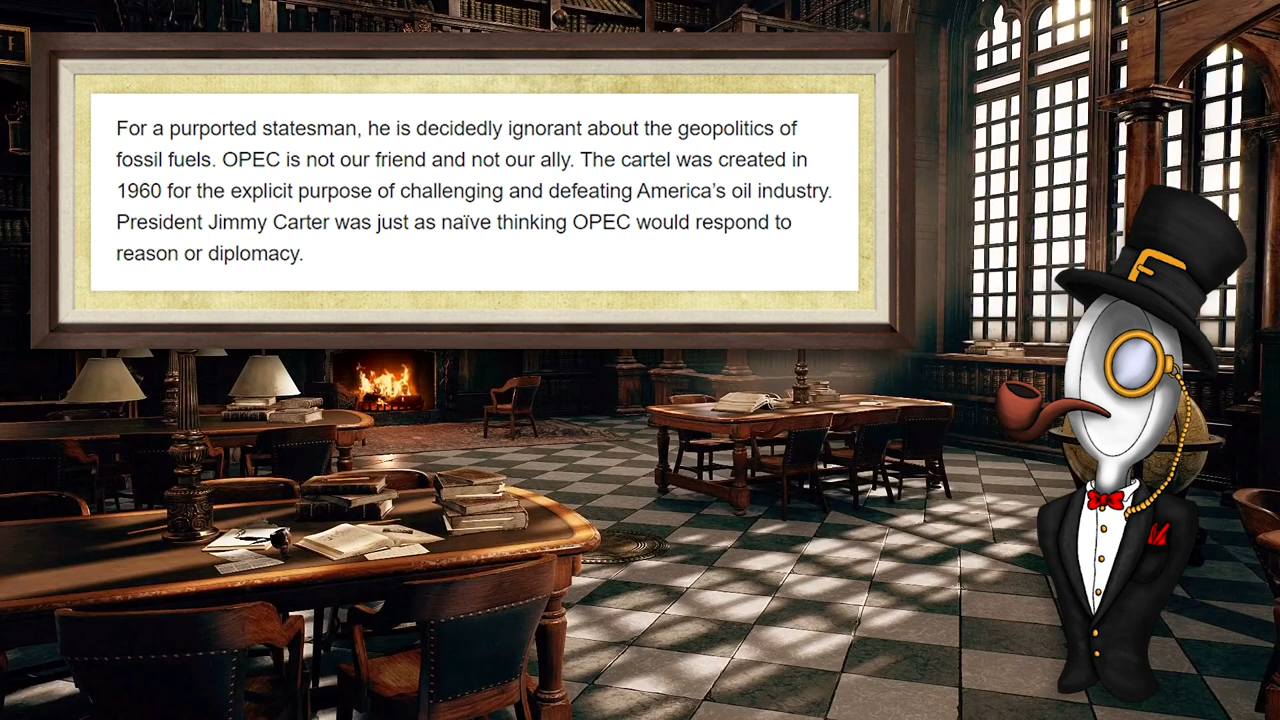 For a purported statesman, he is decidedly ignorant about the geopolitics of
fossil fuels. OPEC is not our friend and not our ally. The cartel was created in
1960 for the explicit purpose of challenging and defeating America’s oil industry.
President Jimmy Carter was just as naïve thinking OPEC would respond to
reason or diplomacy.